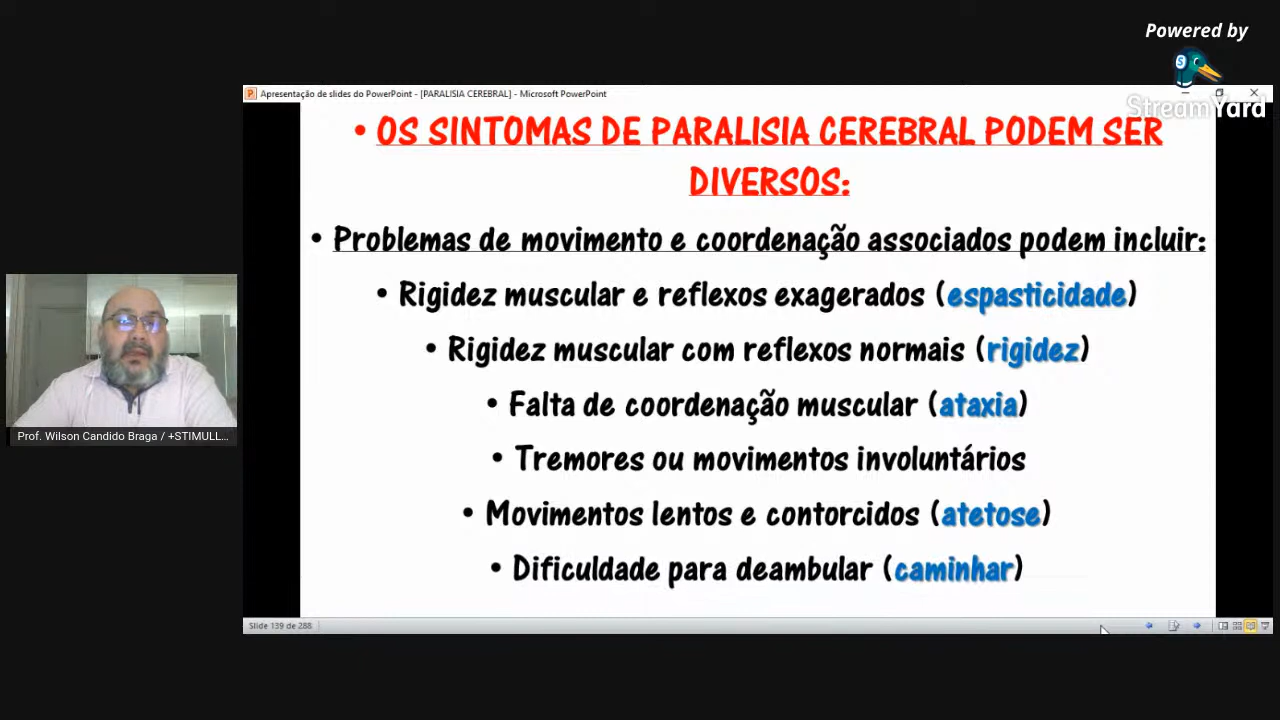 Powered by
StreamYard
Apresentação de slides do PowerPoint - [PARALISIA CEREBRAL] - Microsoft PowerPoint
• OS SINTOMAS DE PARALISIA CEREBRAL PODEM SER
DIVERSOS:
• Problemas de movimento e coordenação associados podem incluir:
• Rigidez muscular e reflexos exagerados (espasticidade)
• Rigidez muscular com reflexos normais (rigidez)
• Falta de coordenação muscular (ataxia)
• Tremores ou movimentos involuntários
• Movimentos lentos e contorcidos (atetose)
• Dificuldade para deambular (caminhar)
Prof. Wilson Candido Braga / +STIMULL...
Slide 139 de 288